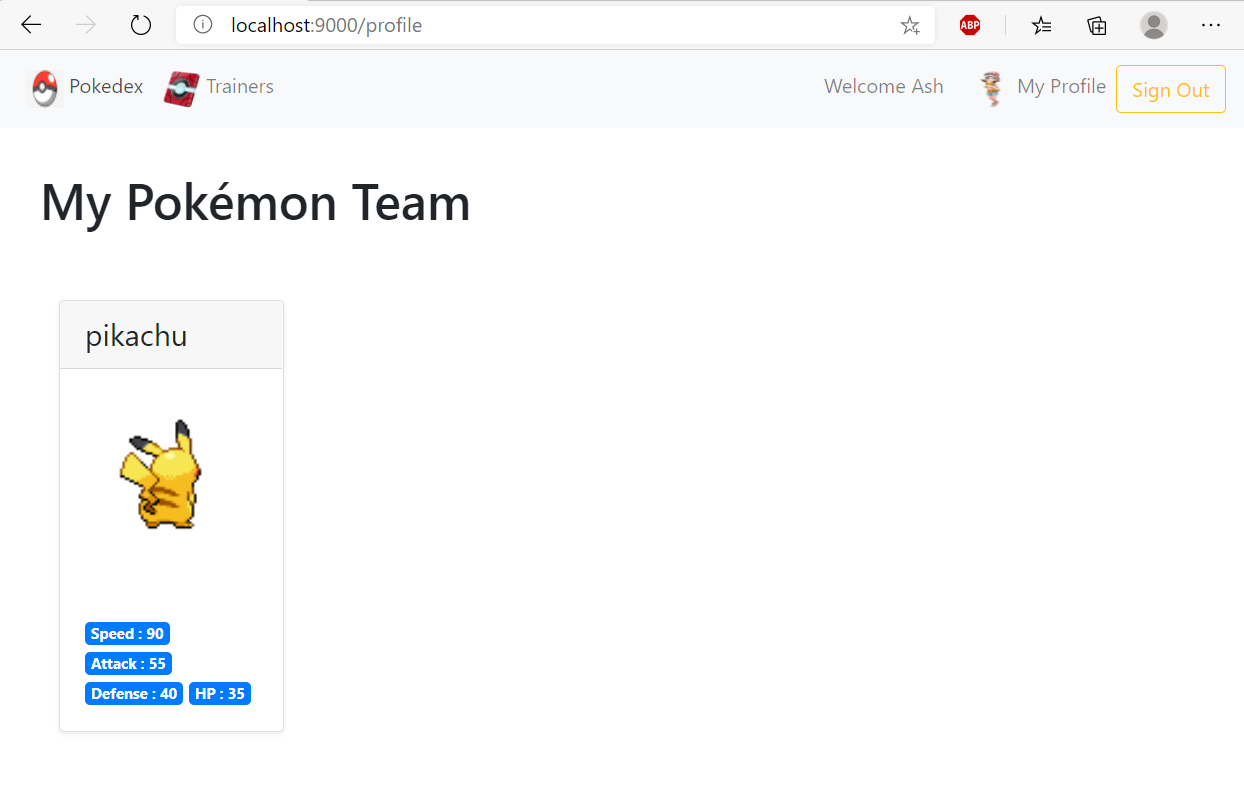 localhost:9000/profile
ABP
Pokedex Trainers Welcome Ash My Profile Sign Out
My Pokémon Team
pikachu
Speed : 90
Attack : 55
Defense : 40 HP : 35